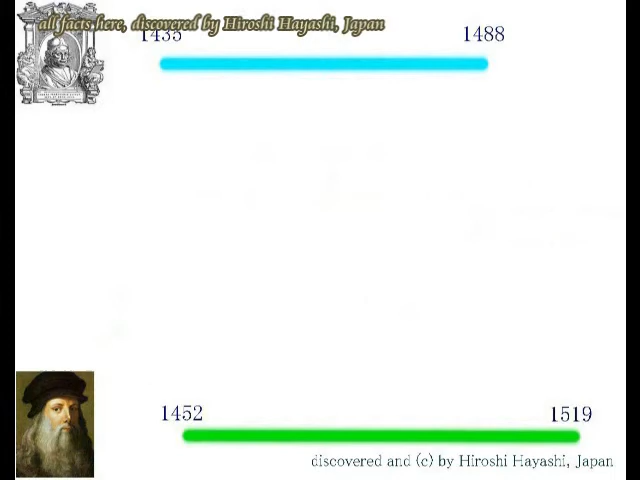 all facts here, discovered by Hiroshi Hayashi, Japan
1435
1488
1452
1519
discovered and (c) by Hiroshi Hayashi, Japan